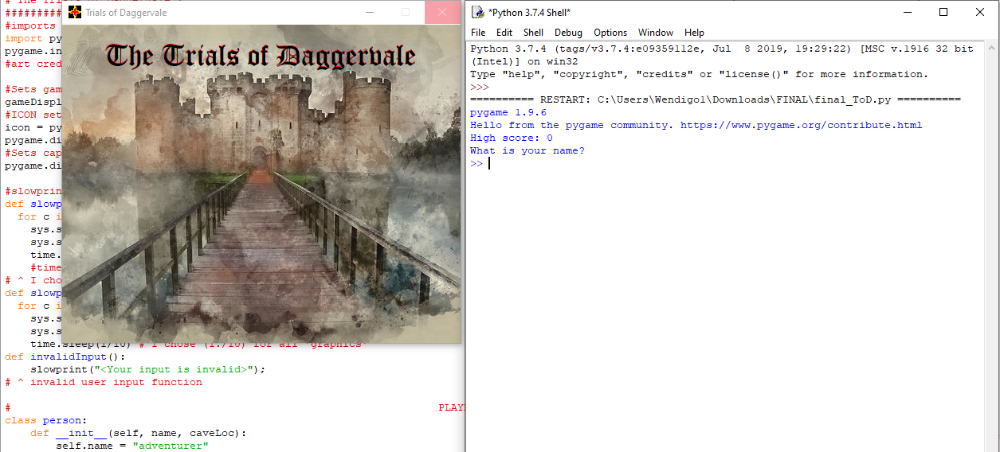 # The Trials of Daggervale
#########
#imports
import py
pygame.in
#art cred
#Sets gam
gameDispl
#ICON set
icon = py
pygame.di
#Sets cap
pygame.di
#slowprin
def slowp
for c i
sys.s
sys.s
time.
#time
# ^ I cho
def slowp
for c i
sys.s
sys.s
time.sleep(1/10) # I chose (1./10) for all "graphics"
def invalidInput():
slowprint("<Your input is invalid>");
# ^ invalid user input function
# PLAY
class person:
def __init__(self, name, caveLoc):
self.name = "adventurer"
Trials of Daggervale
The Trials of Daggervale
*Python 3.7.4 Shell*
File Edit Shell Debug Options Window Help
Python 3.7.4 (tags/v3.7.4:e09359112e, Jul 8 2019, 19:29:22) [MSC v.1916 32 bit
(Intel)] on win32
Type "help", "copyright", "credits" or "license()" for more information.
>>>
========== RESTART: C:\Users\Wendigo1\Downloads\FINAL\final_ToD.py ==========
pygame 1.9.6
Hello from the pygame community. https://www.pygame.org/contribute.html
High score: 0
What is your name?
>>